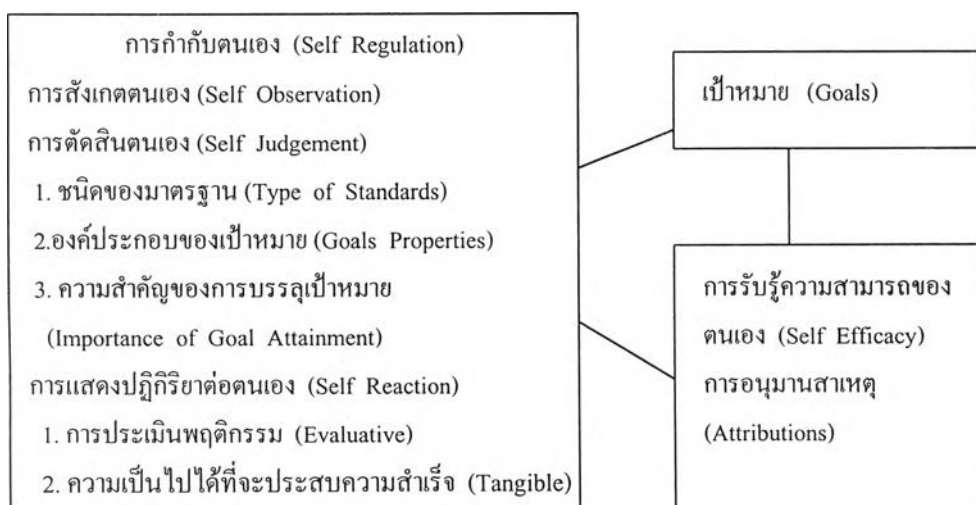 การกำกับตนเอง (Self Regulation)
การสังเกตตนเอง (Self Observation)
การตัดสินตนเอง (Self Judgement)
1. ชนิดของมาตรฐาน (Type of Standards)
2.องค์ประกอบของเป้าหมาย (Goals Properties)
3. ความสำคัญของการบรรลุเป้าหมาย
(Importance of Goal Attainment)
การแสดงปฏิกิริยาต่อตนเอง (Self Reaction)
1. การประเมินพฤติกรรม (Evaluative)
2. ความเป็นไปได้ที่จะประสบความสำเร็จ (Tangible)
เป้าหมาย (Goals)
การรับรู้ความสามารถของ
ตนเอง (Self Efficacy)
การอนุมานสาเหตุ
(Attributions)